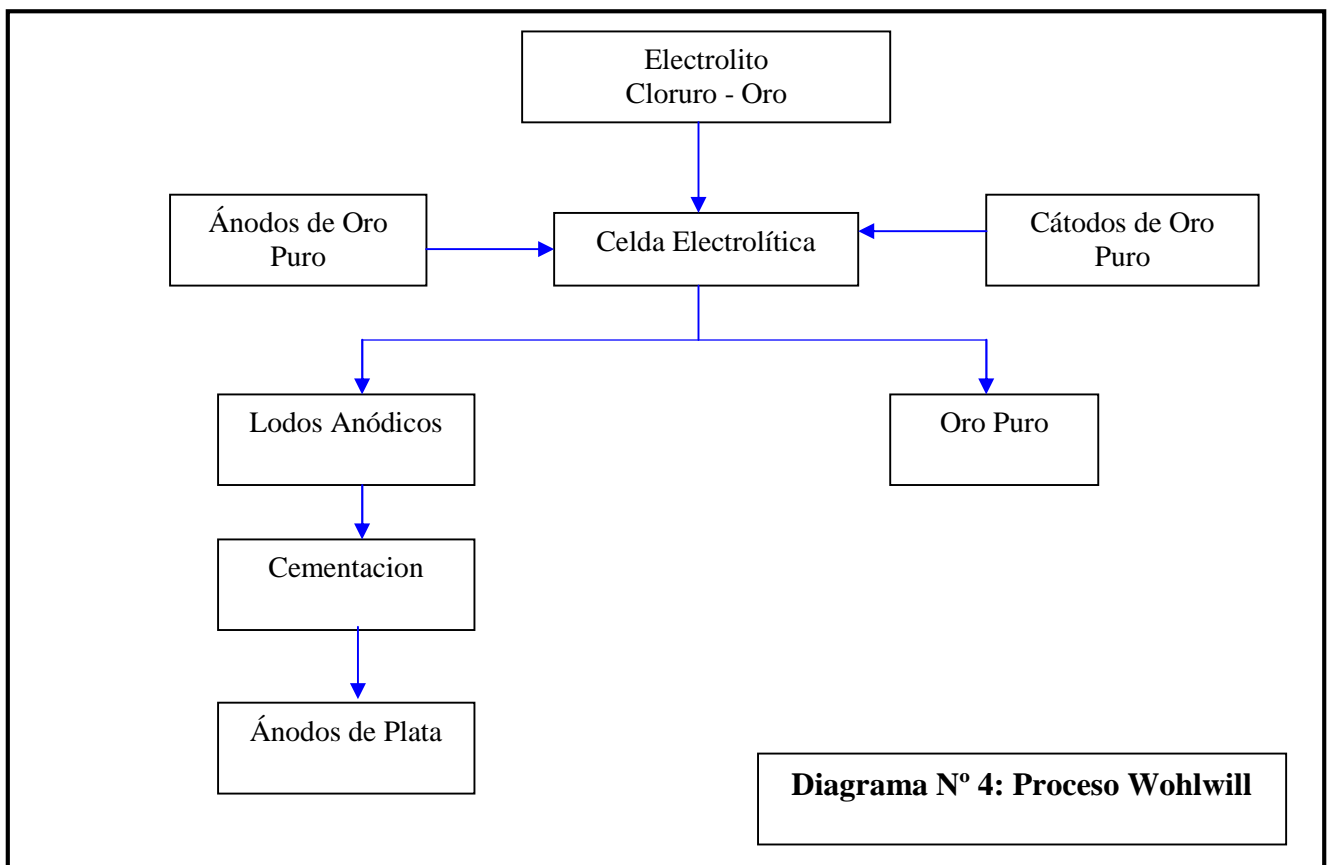 Electrolito
Cloruro - Oro
Ánodos de Oro
Puro
Celda Electrolítica
Cátodos de Oro
Puro
Lodos Anódicos
Oro Puro
Cementacion
Ánodos de Plata
Diagrama Nº 4: Proceso Wohlwill